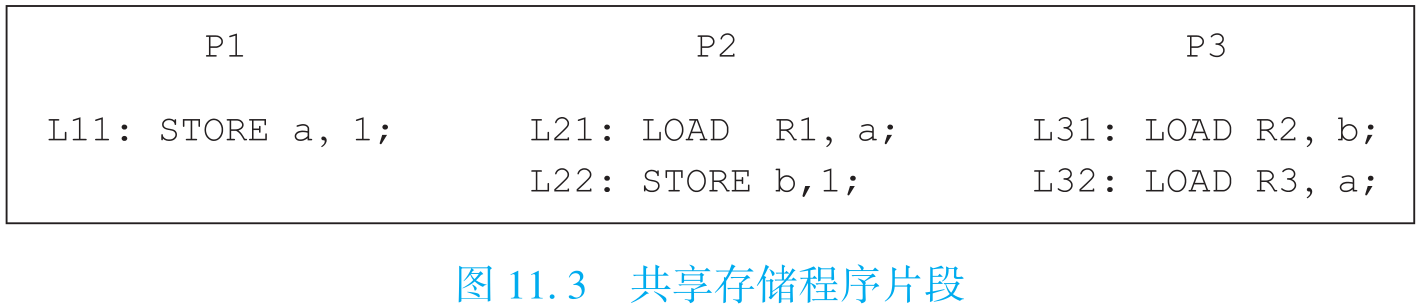 P1 P2 P3
L11: STORE a, 1; L21: LOAD R1, a; L31: LOAD R2, b;
L22: STORE b,1; L32: LOAD R3, a;
图 11.3 共享存储程序片段